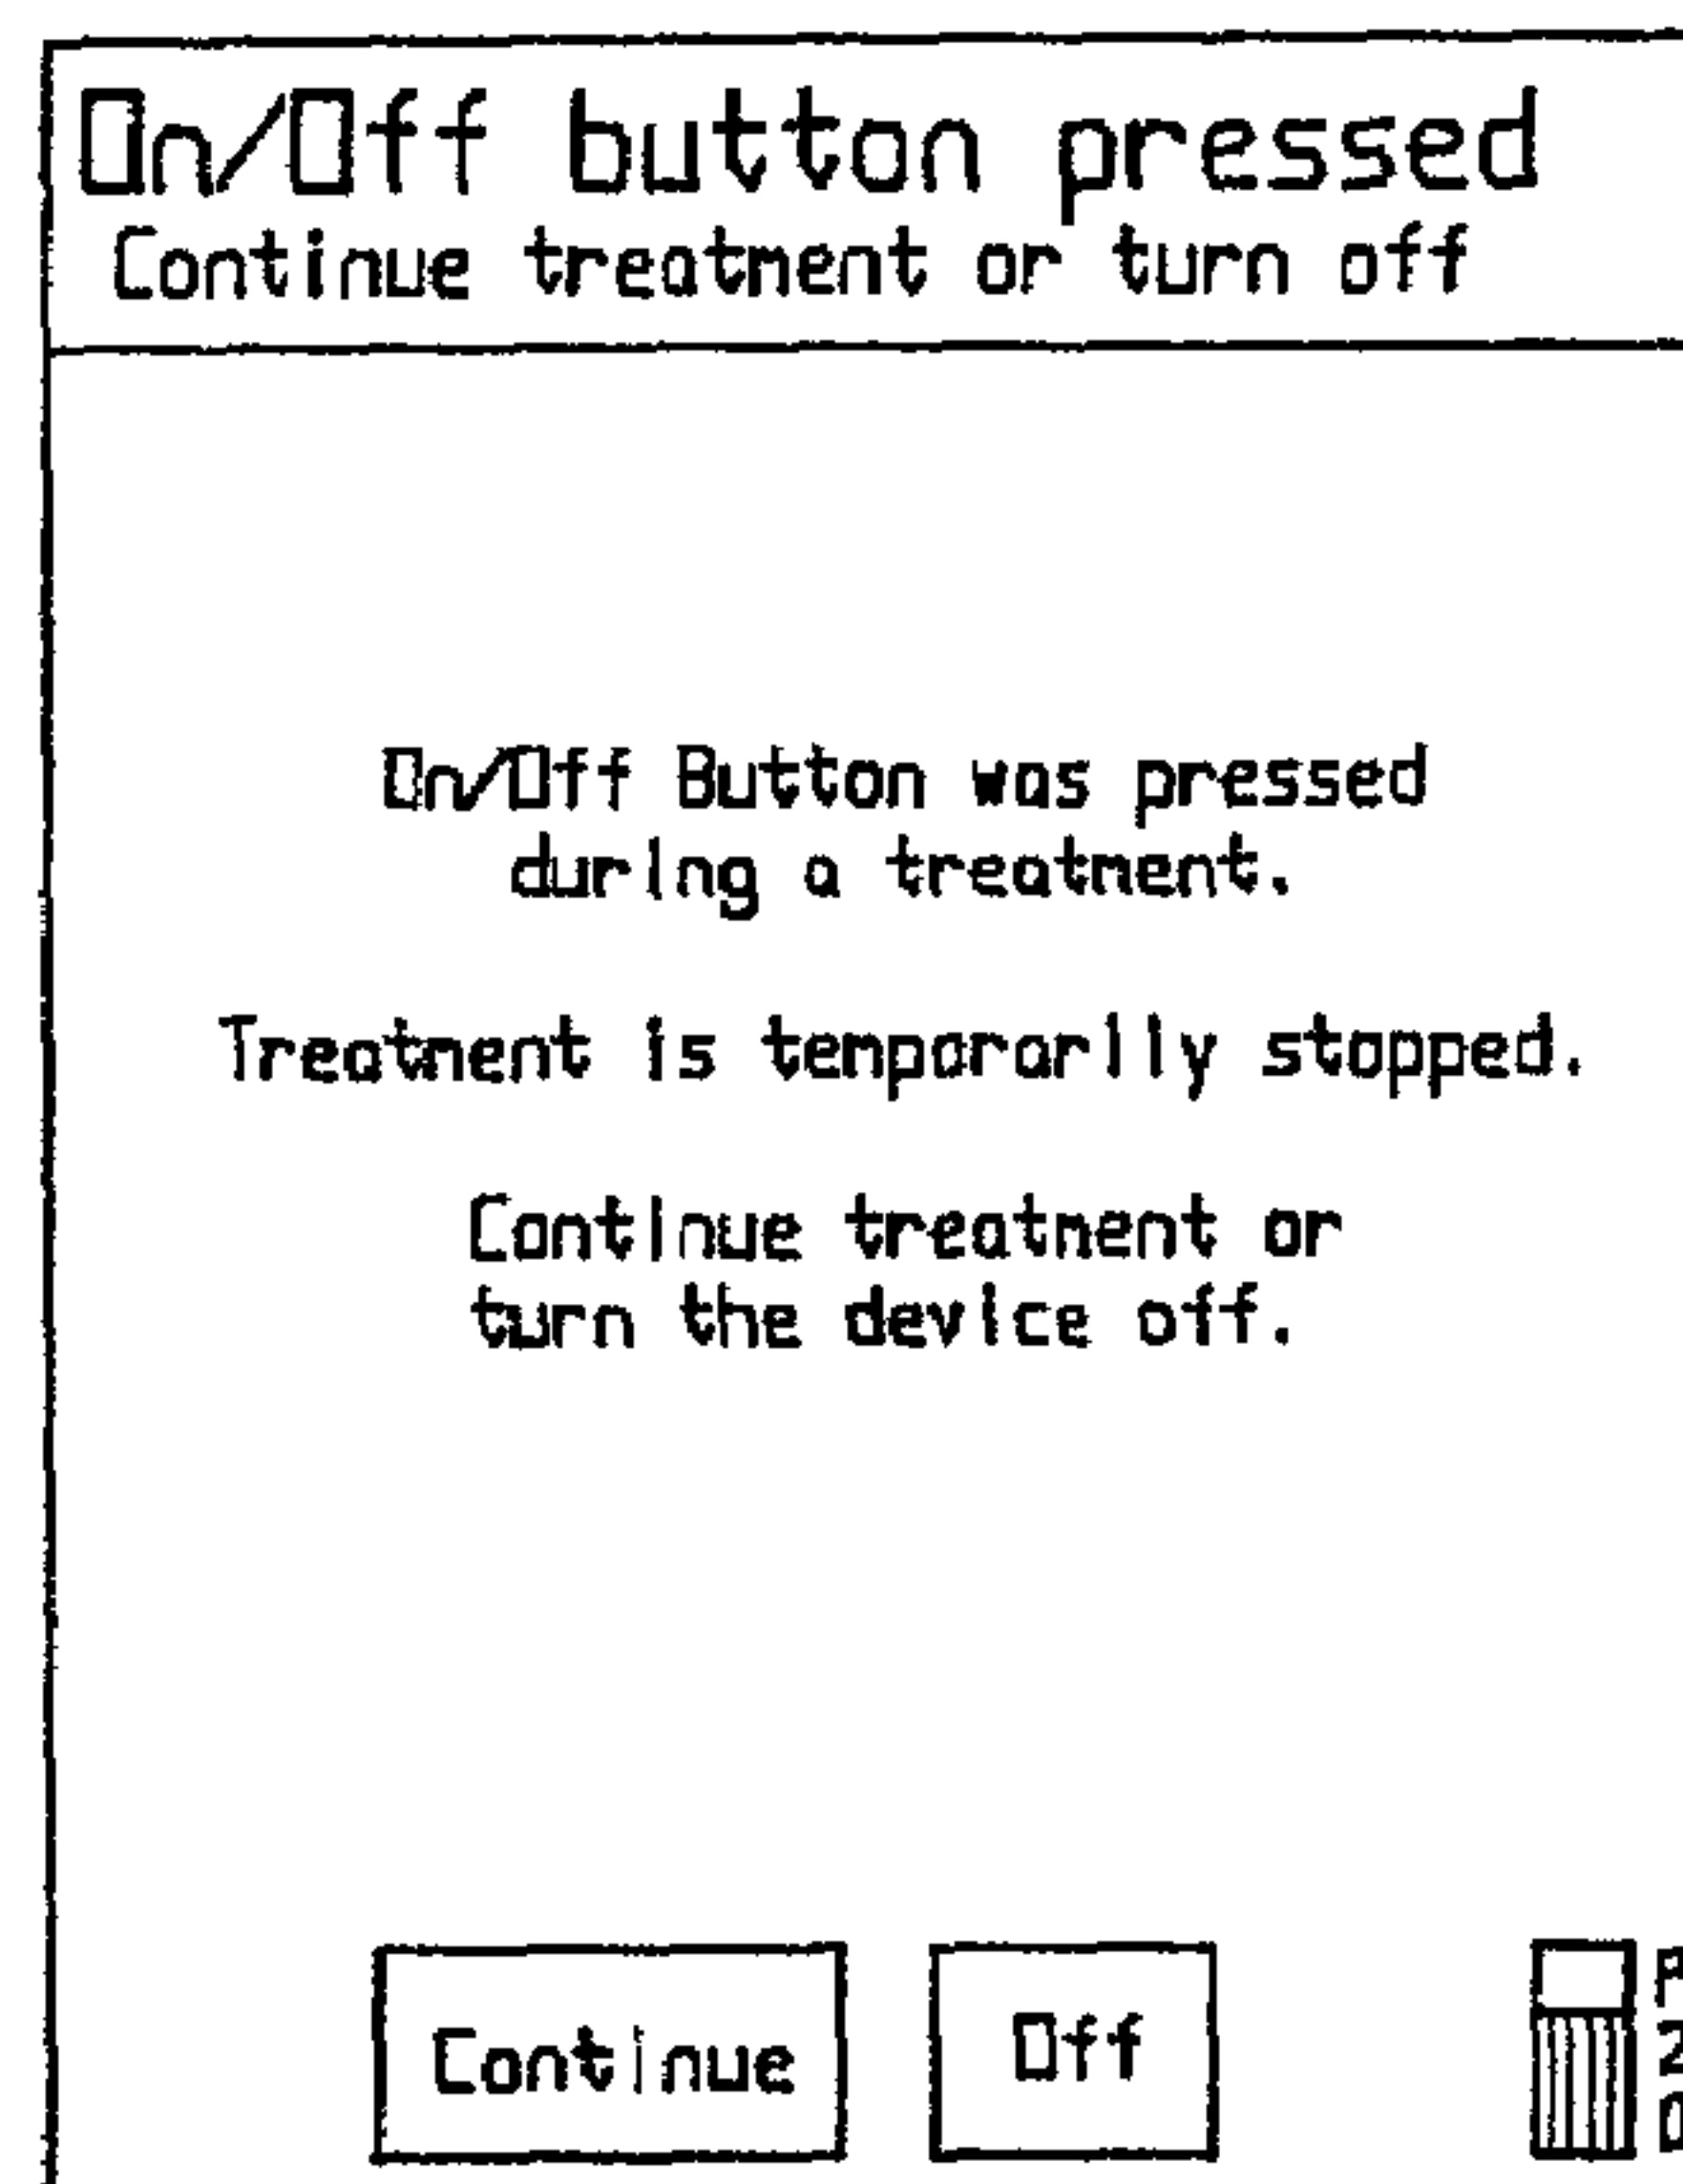 On/Off button pressed
Continue treatment or turn off
On/Off Button was pressed
during a treatment.
Treatment is temporarily stopped.
Continue treatment or
turn the device off.
Continue
Off